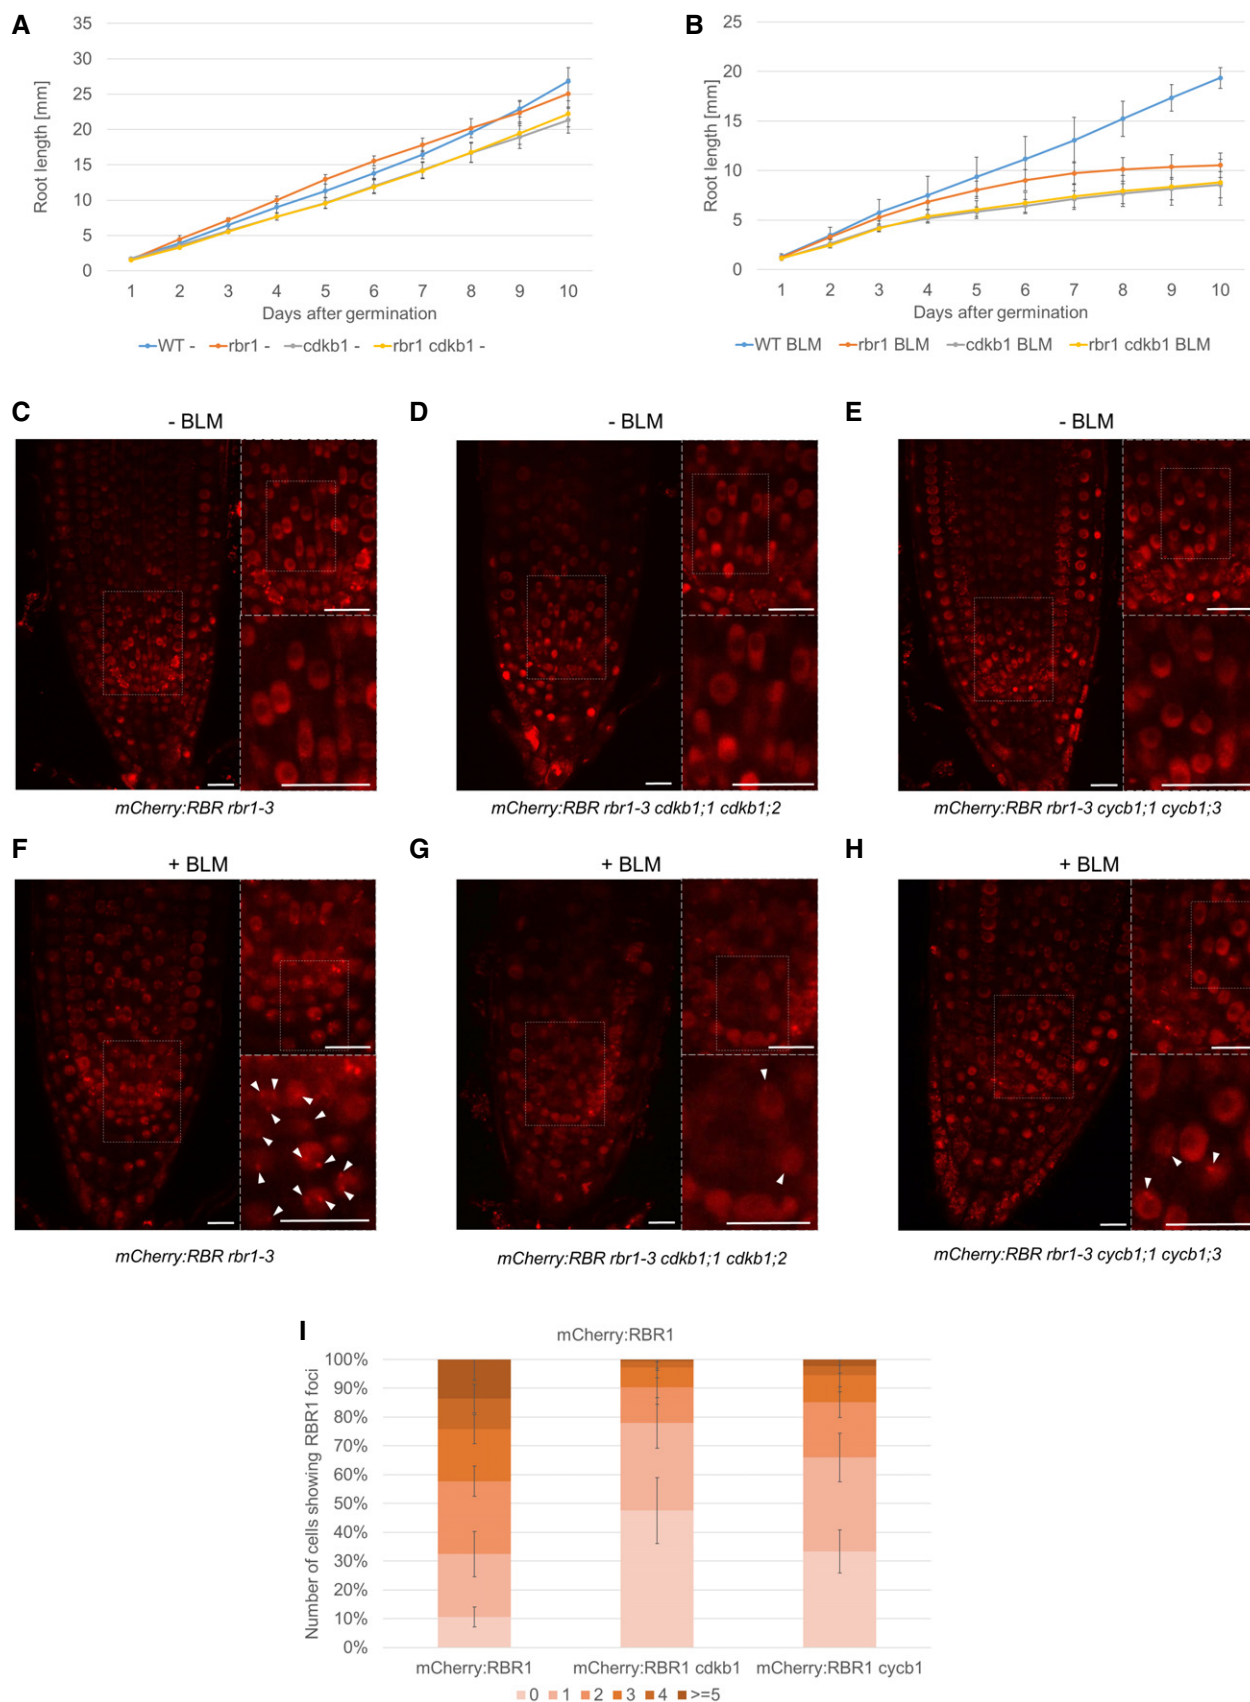 A
35
30
25
20
15
10
5
0
Root length [mm]
1 2 3 4 5 6 7 8 9 10
Days after germination
WT - rbr1 - cdkb1 - rbr1 cdkb1 -
B
25
20
15
10
5
0
Root length [mm]
1 2 3 4 5 6 7 8 9 10
Days after germination
WT BLM rbr1 BLM cdkb1 BLM rbr1 cdkb1 BLM
C
- BLM
mCherry:RBR rbr1-3
D
- BLM
mCherry:RBR rbr1-3 cdkb1;1 cdkb1;2
E
- BLM
mCherry:RBR rbr1-3 cycb1;1 cycb1;3
F
+ BLM
mCherry:RBR rbr1-3
G
+ BLM
mCherry:RBR rbr1-3 cdkb1;1 cdkb1;2
H
+ BLM
mCherry:RBR rbr1-3 cycb1;1 cycb1;3
I
mCherry:RBR1
Number of cells showing RBR1 foci
100%
90%
80%
70%
60%
50%
40%
30%
20%
10%
0%
mCherry:RBR1 mCherry:RBR1 cdkb1 mCherry:RBR1 cycb1
0 1 2 3 4 >=5